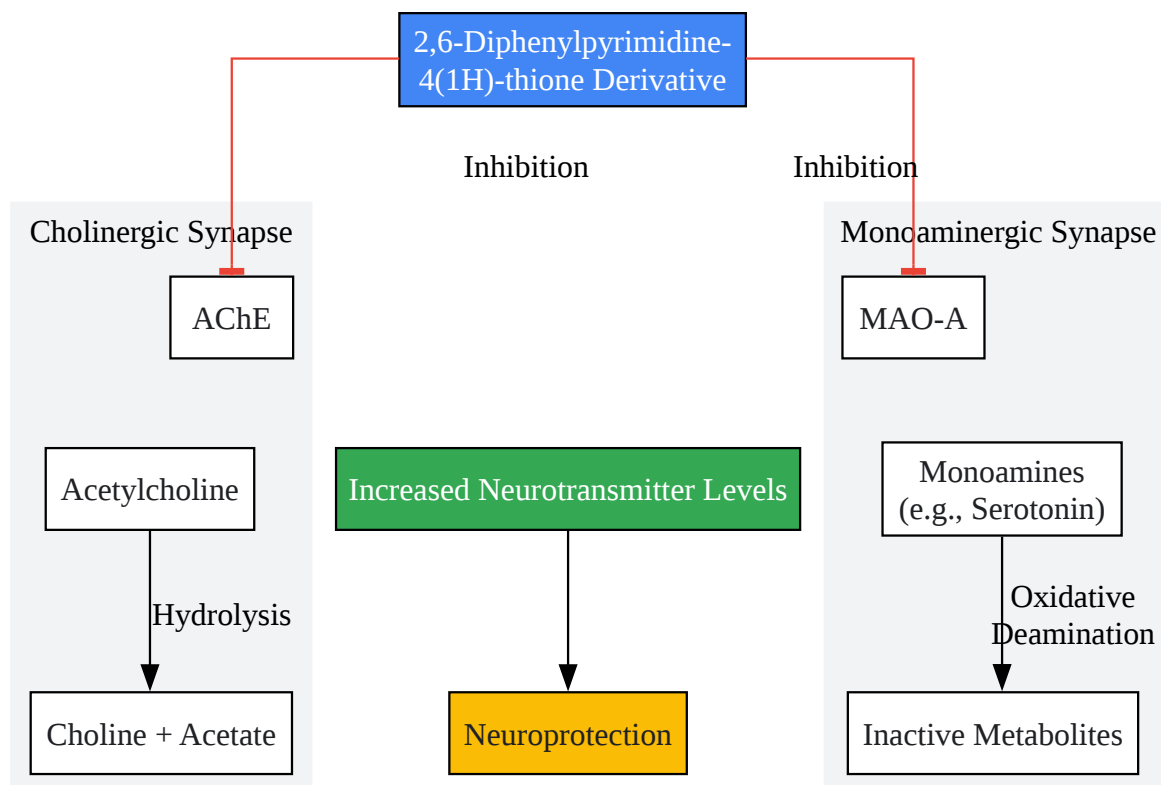 2,6-Diphenylpyrimidine-
4(1H)-thione Derivative
Inhibition
Inhibition
Cholinergic Synapse
Monoaminergic Synapse
AChE
MAO-A
Acetylcholine
Increased Neurotransmitter Levels
Monoamines
(e.g., Serotonin)
Hydrolysis
Oxidative
Deamination
Choline + Acetate
Neuroprotection
Inactive Metabolites